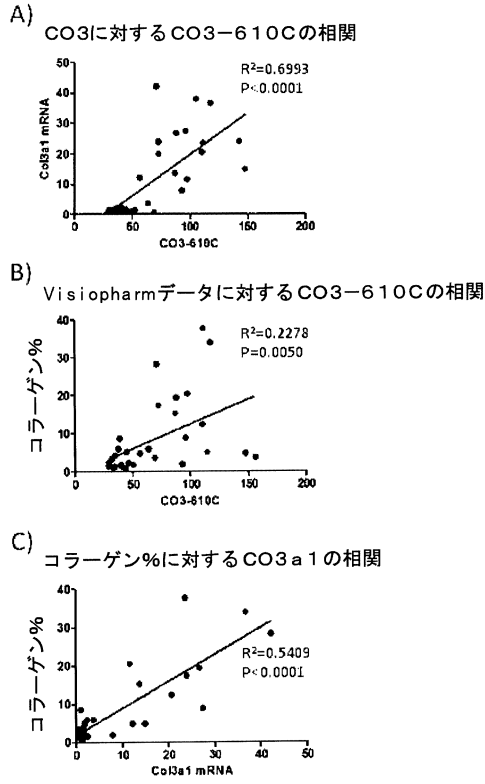 A)
CO3に対するCO3－610Cの相関
R²=0.6993
P<0.0001
Col3a1 mRNA
50
40
30
20
10
0
0 50 100 150 200
CO3-610C
B)
Visiopharmデータに対するCO3－610Cの相関
R²=0.2278
P=0.0050
コラーゲン%
40
30
20
10
0
0 50 100 150 200
CO3-610C
C)
コラーゲン%に対するCO3a1の相関
R²=0.5409
P<0.0001
コラーゲン%
40
30
20
10
0
0 10 20 30 40 50
Col3a1 mRNA